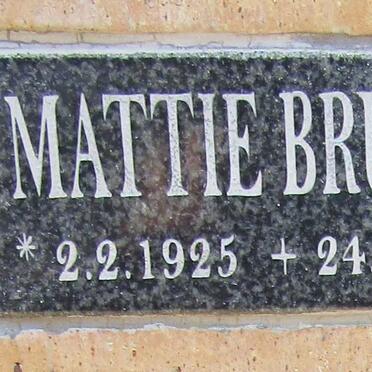 MATTIE BRU
* 2.2.1925 + 24.